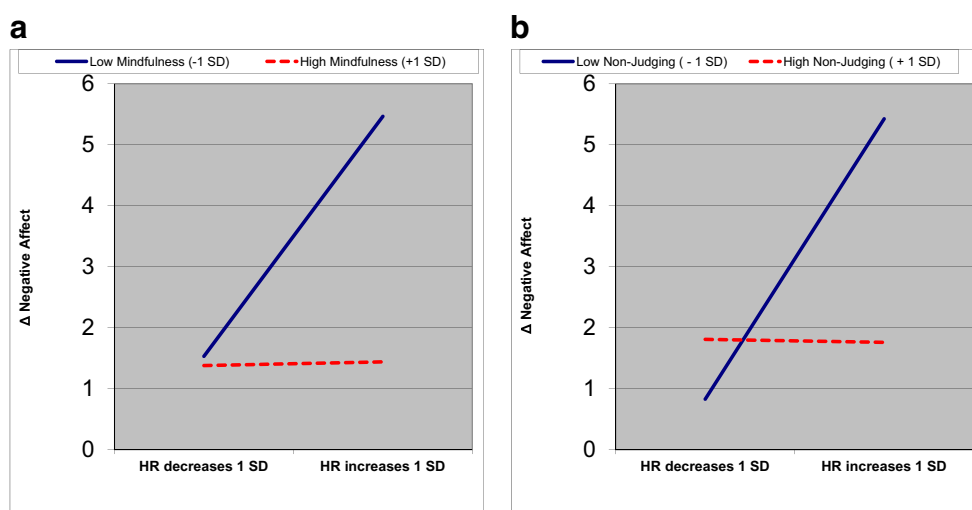 a
Low Mindfulness (-1 SD) High Mindfulness (+1 SD)
6
5
4
3
2
1
0
Δ Negative Affect
HR decreases 1 SD HR increases 1 SD
b
Low Non-Judging ( - 1 SD) High Non-Judging ( + 1 SD)
6
5
4
3
2
1
0
Δ Negative Affect
HR decreases 1 SD HR increases 1 SD